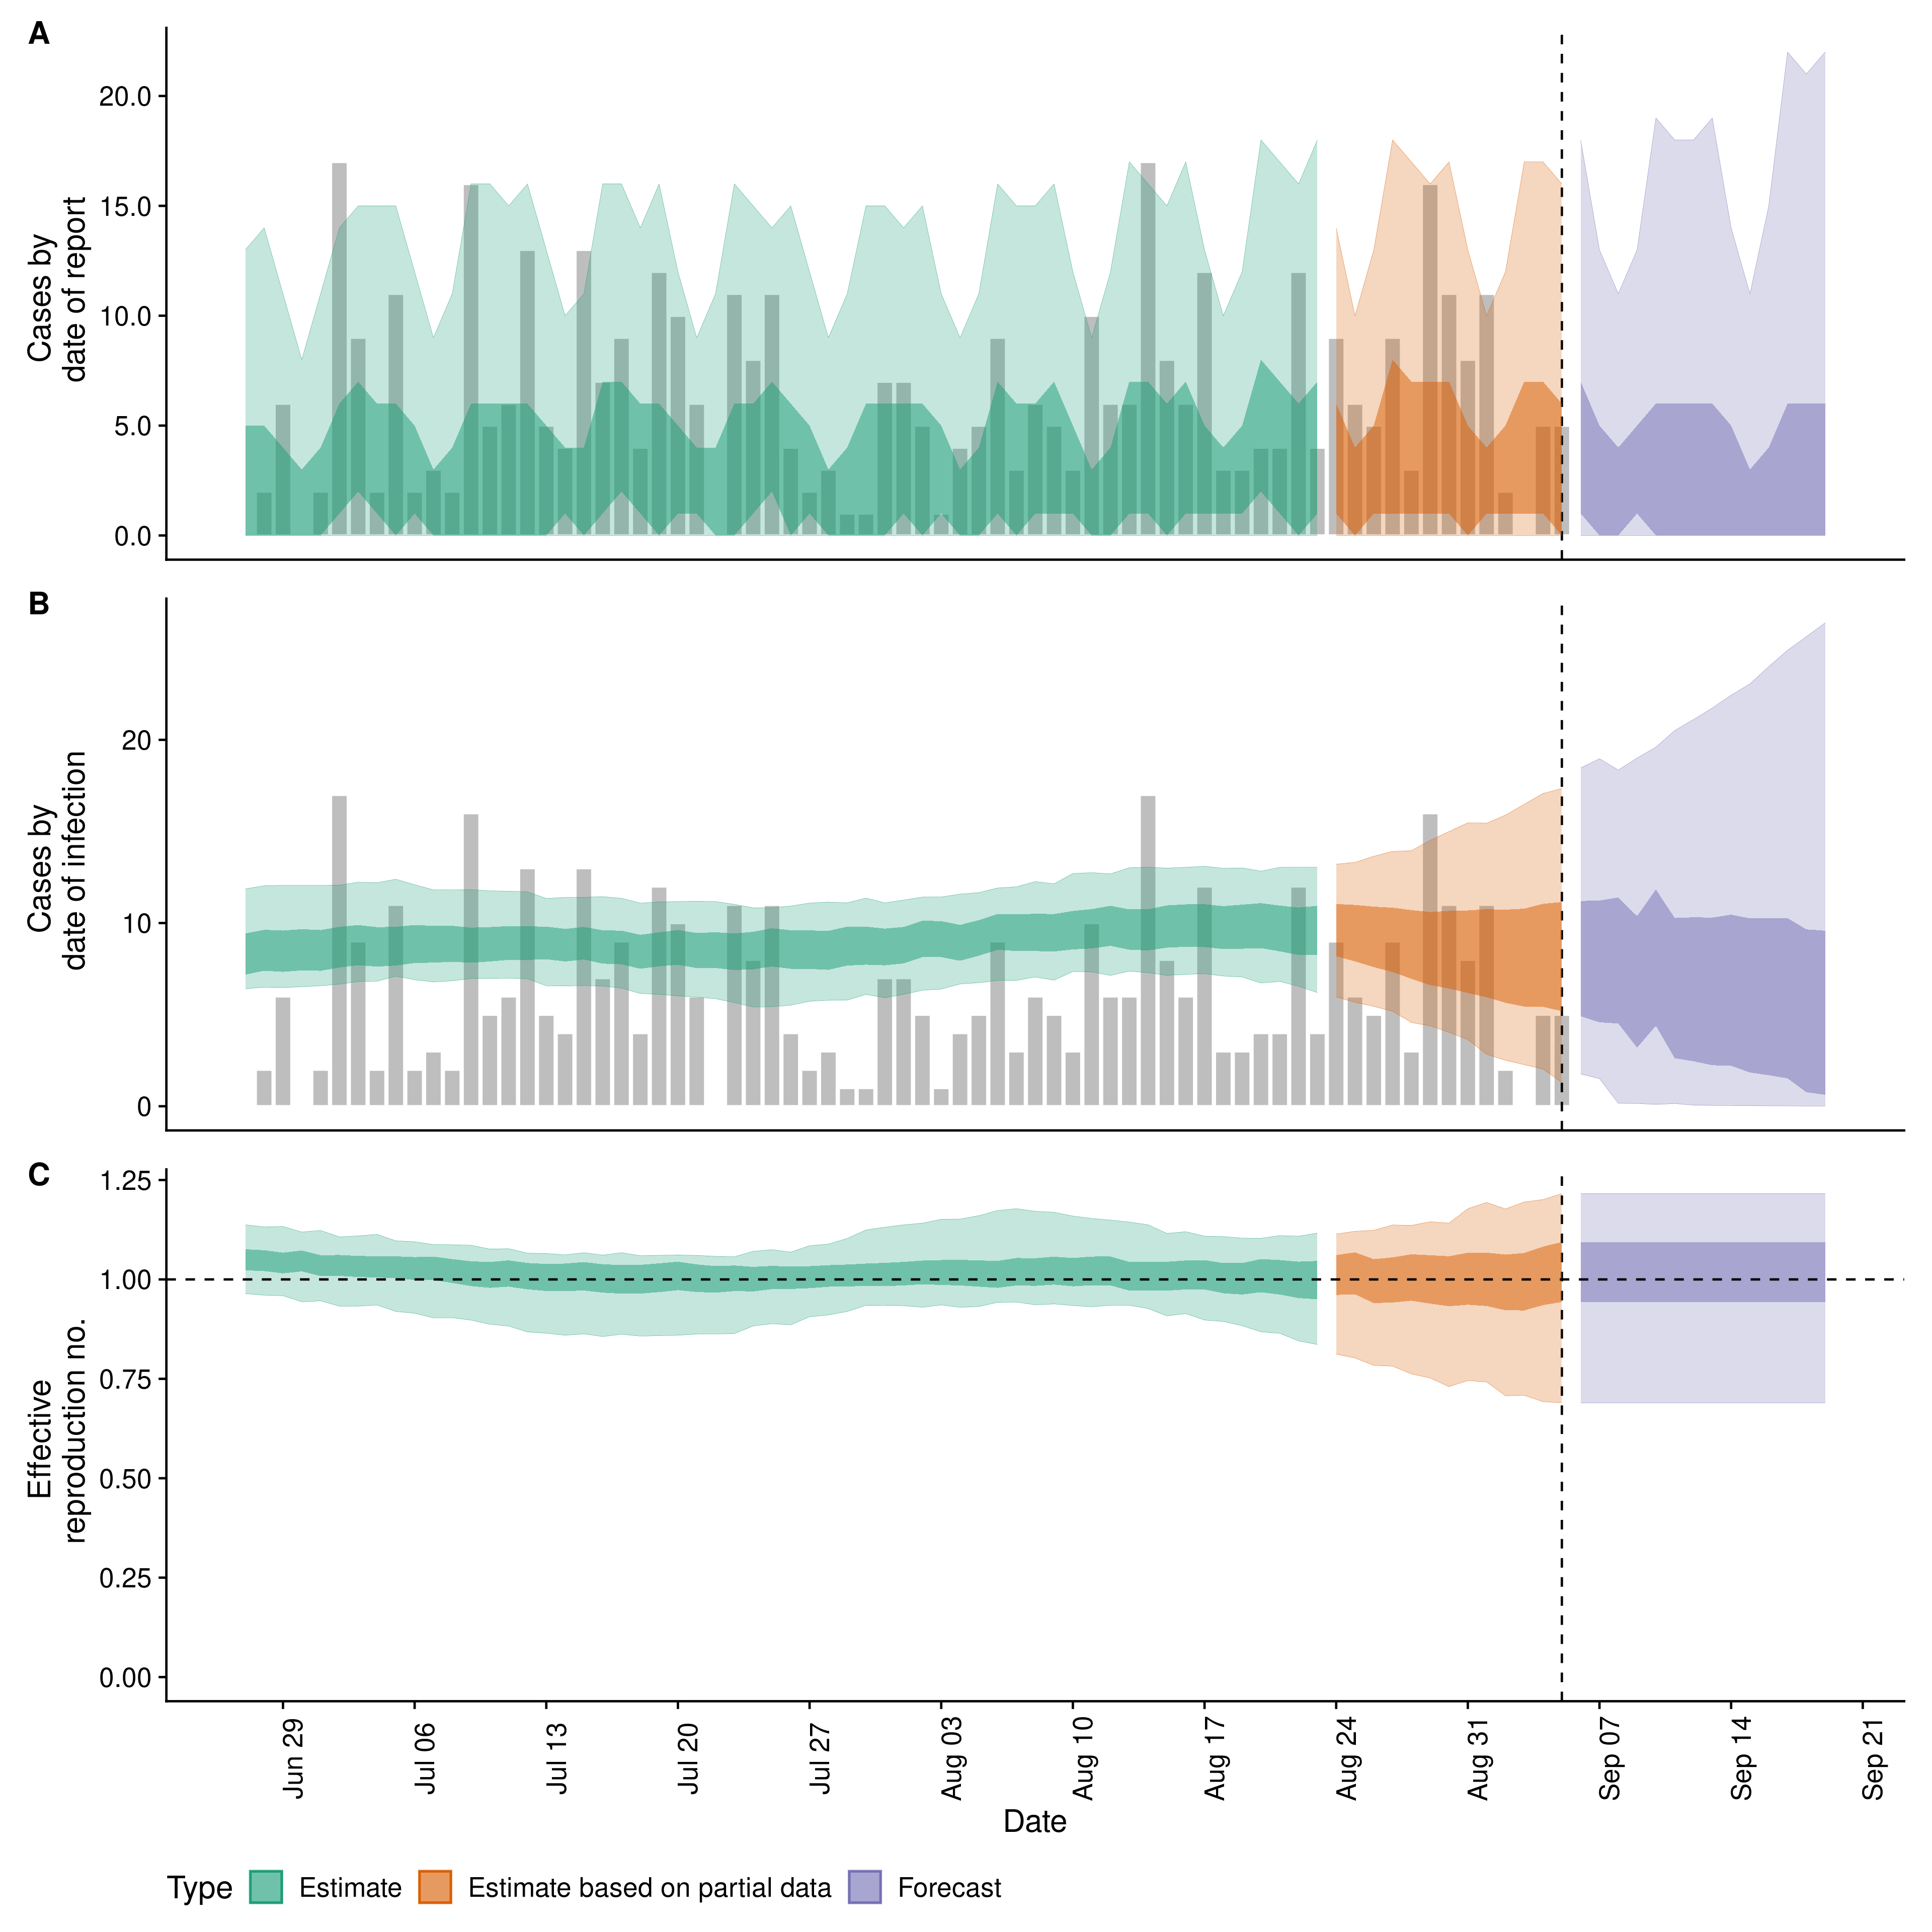 A
Cases by
date of report
20.0
15.0
10.0
5.0
0.0
B
Cases by
date of infection
20
10
0
C
Effective
reproduction no.
1.25
1.00
0.75
0.50
0.25
0.00
Jun 29
Jul 06
Jul 13
Jul 20
Jul 27
Aug 03
Aug 10
Aug 17
Aug 24
Aug 31
Sep 07
Sep 14
Sep 21
Date
Type Estimate Estimate based on partial data Forecast